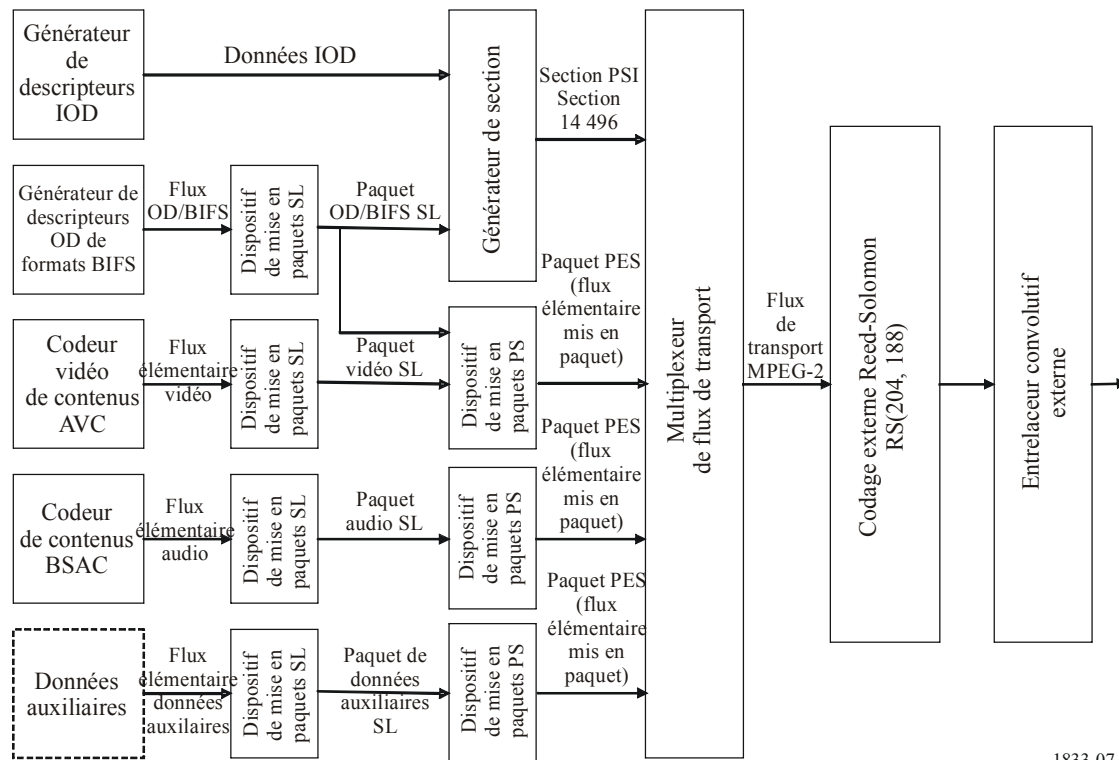 Générateur
de
descripteurs
IOD
Données IOD
Générateur de section
Section PSI
Section
14 496
Générateur de
descripteurs
OD de
formats BIFS
Flux
OD/BIFS
Dispositif
de mise en
paquets SL
Paquet
OD/BIFS SL
Codeur
vidéo
de contenus
AVC
Flux
élémentaire
vidéo
Dispositif
de mise en
paquets SL
Paquet
vidéo SL
Dispositif
de mise en
paquets PS
Paquet PES
(flux
élémentaire
mis en
paquet)
Codeur
de contenus
BSAC
Flux
élémentaire
audio
Dispositif
de mise en
paquets SL
Paquet
audio SL
Dispositif
de mise en
paquets PS
Paquet PES
(flux
élémentaire
mis en
paquet)
Données
auxiliaires
Flux
élémentaire
données
auxilaires
Dispositif
de mise en
paquets SL
Paquet de
données
auxiliaires
SL
Dispositif
de mise en
paquets PS
Paquet PES
(flux
élémentaire
mis en
paquet)
Multiplexeur
de flux de transport
Flux
de
transport
MPEG-2
Codage externe Reed-Solomon
RS(204, 188)
Entrelaceur convolutif
externe
1833-07